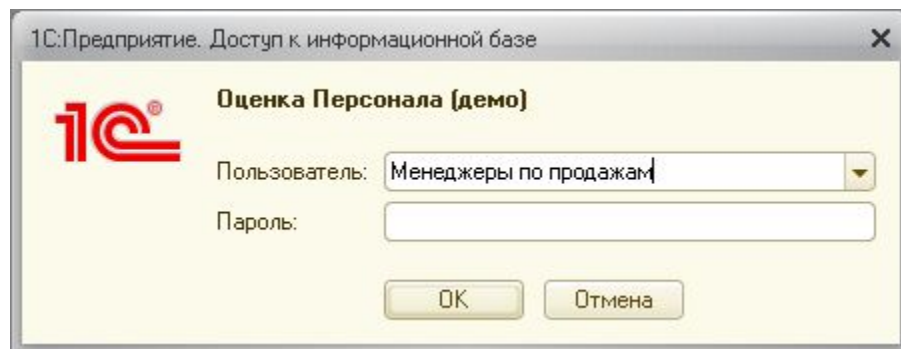 1С:Предприятие. Доступ к информационной базе
1С®
Оценка Персонала (демо)
Пользователь: Менеджеры по продажам
Пароль:
OK Отмена